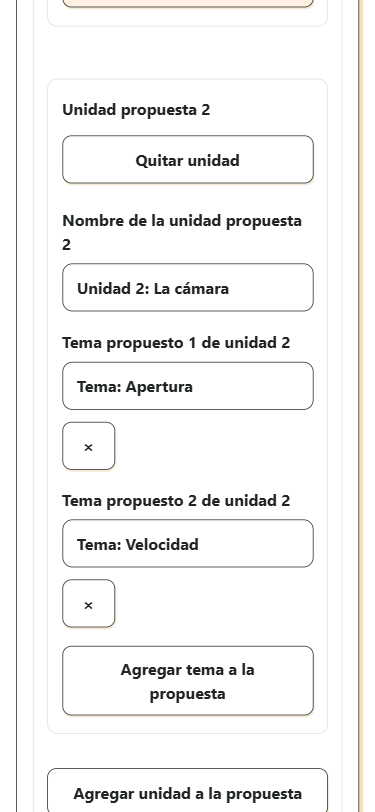 Unidad propuesta 2
Quitar unidad
Nombre de la unidad propuesta
2
Unidad 2: La cámara
Tema propuesto 1 de unidad 2
Tema: Apertura
×
Tema propuesto 2 de unidad 2
Tema: Velocidad
×
Agregar tema a la
propuesta
Agregar unidad a la propuesta